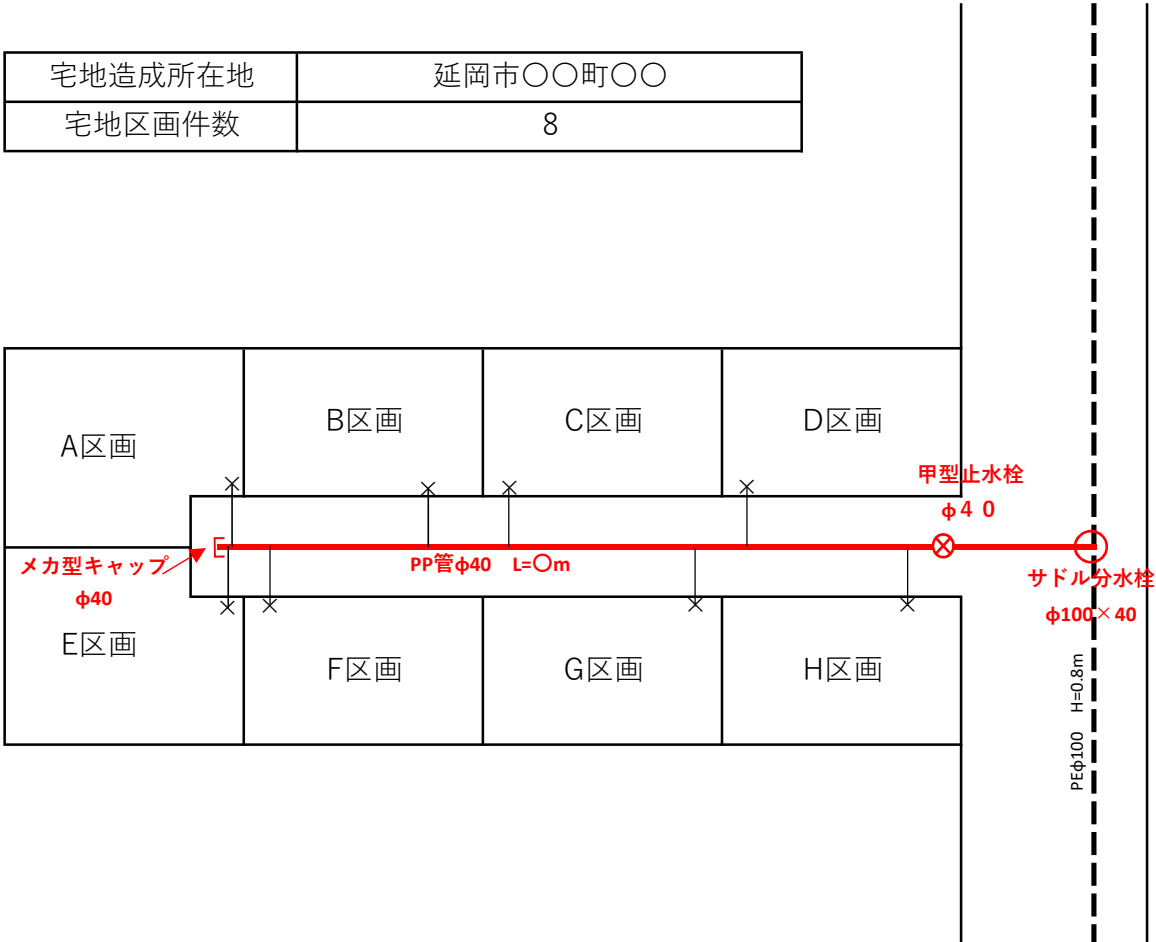 宅地造成所在地 延岡市〇〇町〇〇
宅地区画件数 8
A区画
B区画
C区画
D区画
甲型止水栓
φ４０
メカ型キャップ
φ40
PP管φ40 L=〇m
サドル分水栓
φ100×40
E区画
F区画
G区画
H区画
PEφ100 H=0.8m